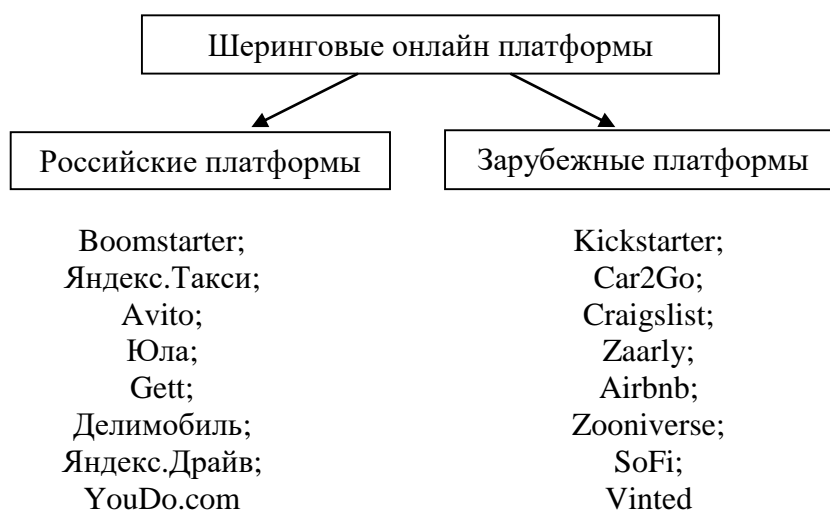 Шеринговые онлайн платформы
Российские платформы
Зарубежные платформы
Boomstarter;
Яндекс.Такси;
Avito;
Юла;
Gett;
Делимобиль;
Яндекс.Драйв;
YouDo.com
Kickstarter;
Car2Go;
Craigslist;
Zaarly;
Airbnb;
Zooniverse;
SoFi;
Vinted